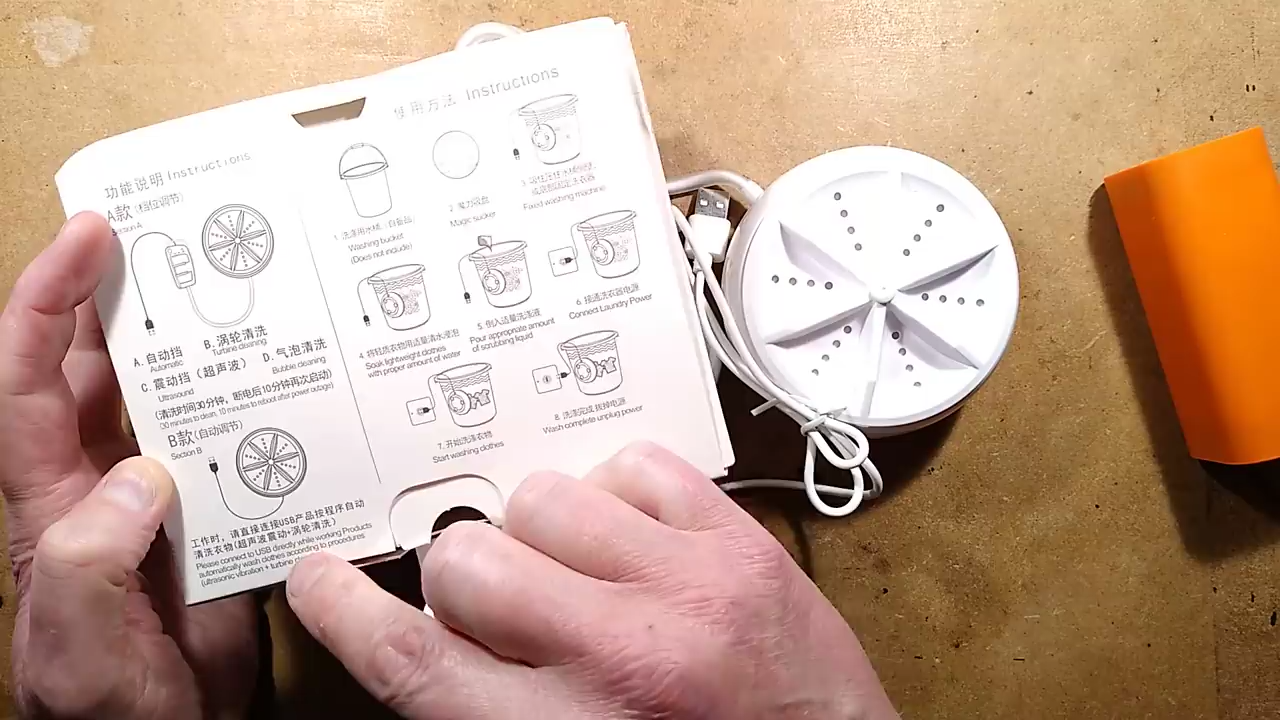 功能说明 Instructions
A款 (档位调节)
Section A
A. 自动挡
Automatic
B. 涡轮清洗
Turbine cleaning
C. 震动挡 (超声波)
Ultrasound
D. 气泡清洗
Bubble cleaning
(清洗时间30分钟, 断电后10分钟再次启动)
(30 minutes to clean, 10 minutes to reboot after power outage)
B款 (自动调节)
Section B
工作时, 请直接连接USB产品按程序自动
清洗衣物(超声波震动+涡轮清洗)
Please connect to USB directly while working Products
automatically wash clothes according to procedures
(ultrasonic vibration + turbine
使用方法 Instructions
1. 洗涤用水桶
Washing bucket
(Does not include)
2. 魔力吸盘
Magic sucker
3.
Fixed washing machine
4. 将轻质衣物用适量清水浸泡
Soak lightweight clothes
with proper amount of water
5. 倒入适量洗涤液
Pour appropriate amount
of scrubbing liquid
6. 接通洗衣器电源
Connect Laundry Power
7. 开始洗涤衣物
Start washing clothes
8. 洗涤完成,拔掉电源
Wash complete unplug power